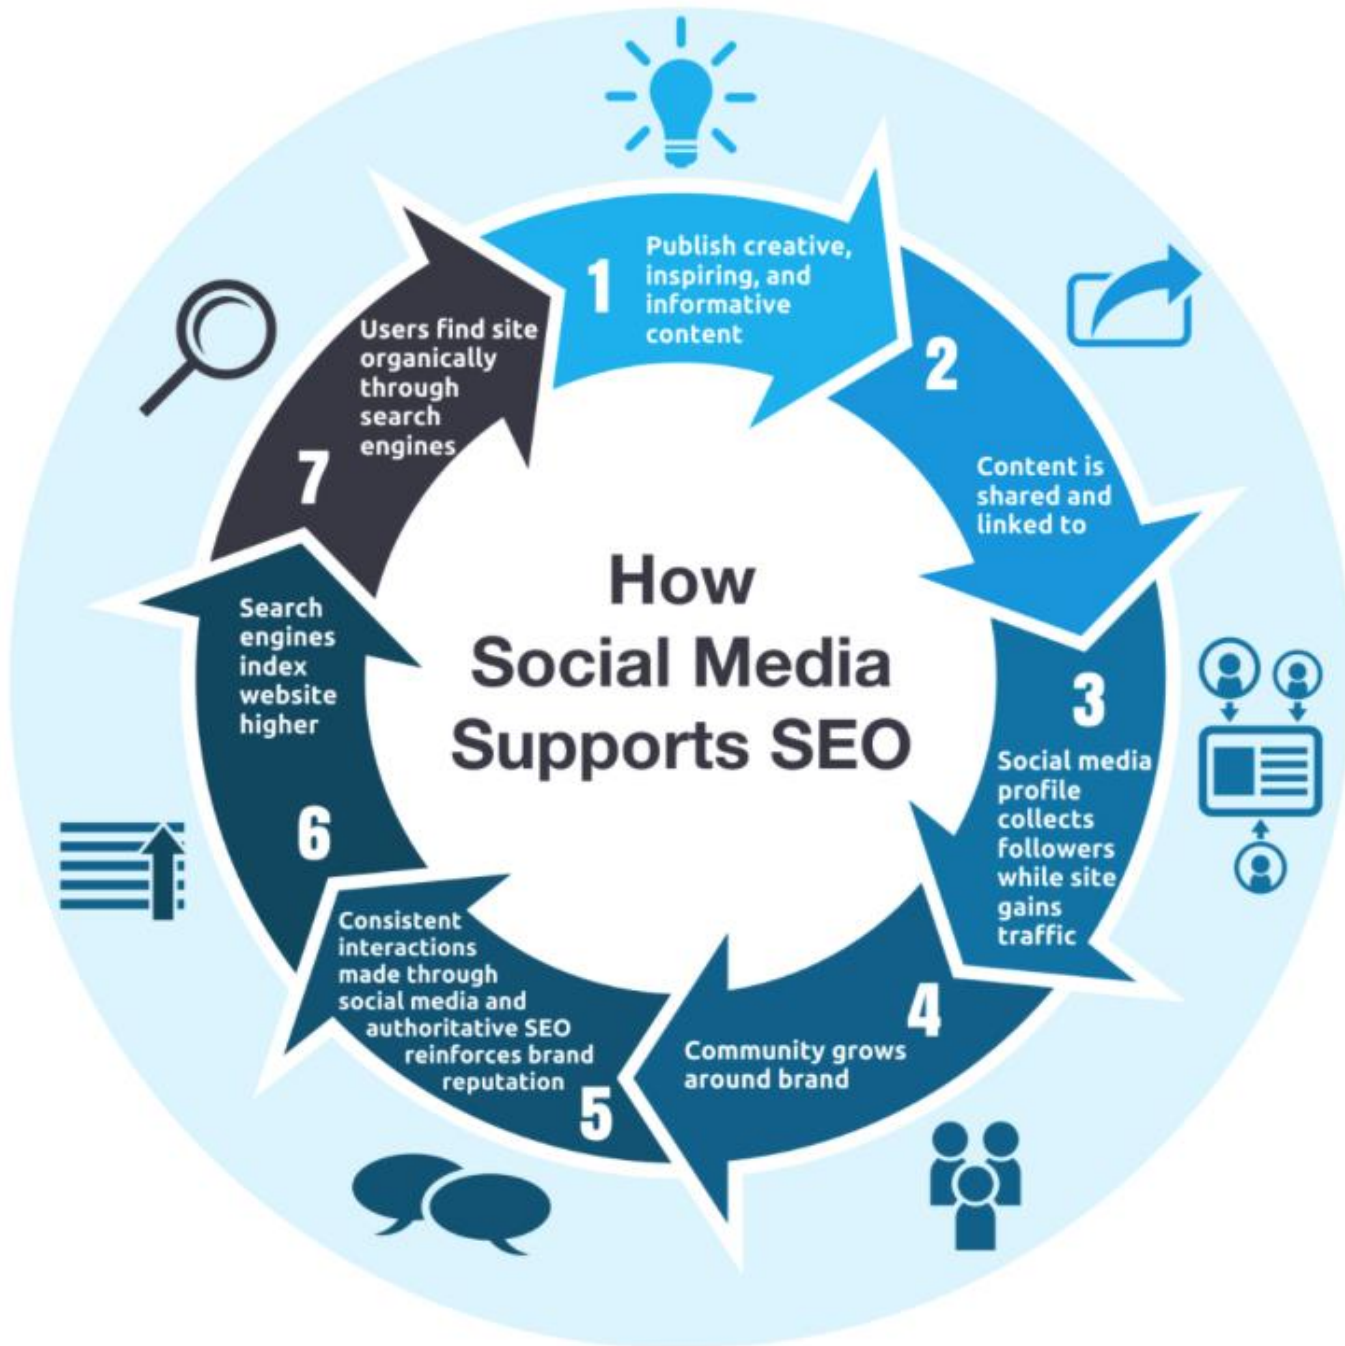 How
Social Media
Supports SEO
1
Publish creative,
inspiring, and
informative
content
2
Content is
shared and
linked to
3
Social media
profile
collects
followers
while site
gains
traffic
4
Community grows
around brand
5
Consistent
interactions
made through
social media and
authoritative SEO
reinforces brand
reputation
6
Search
engines
index
website
higher
7
Users find site
organically
through
search
engines